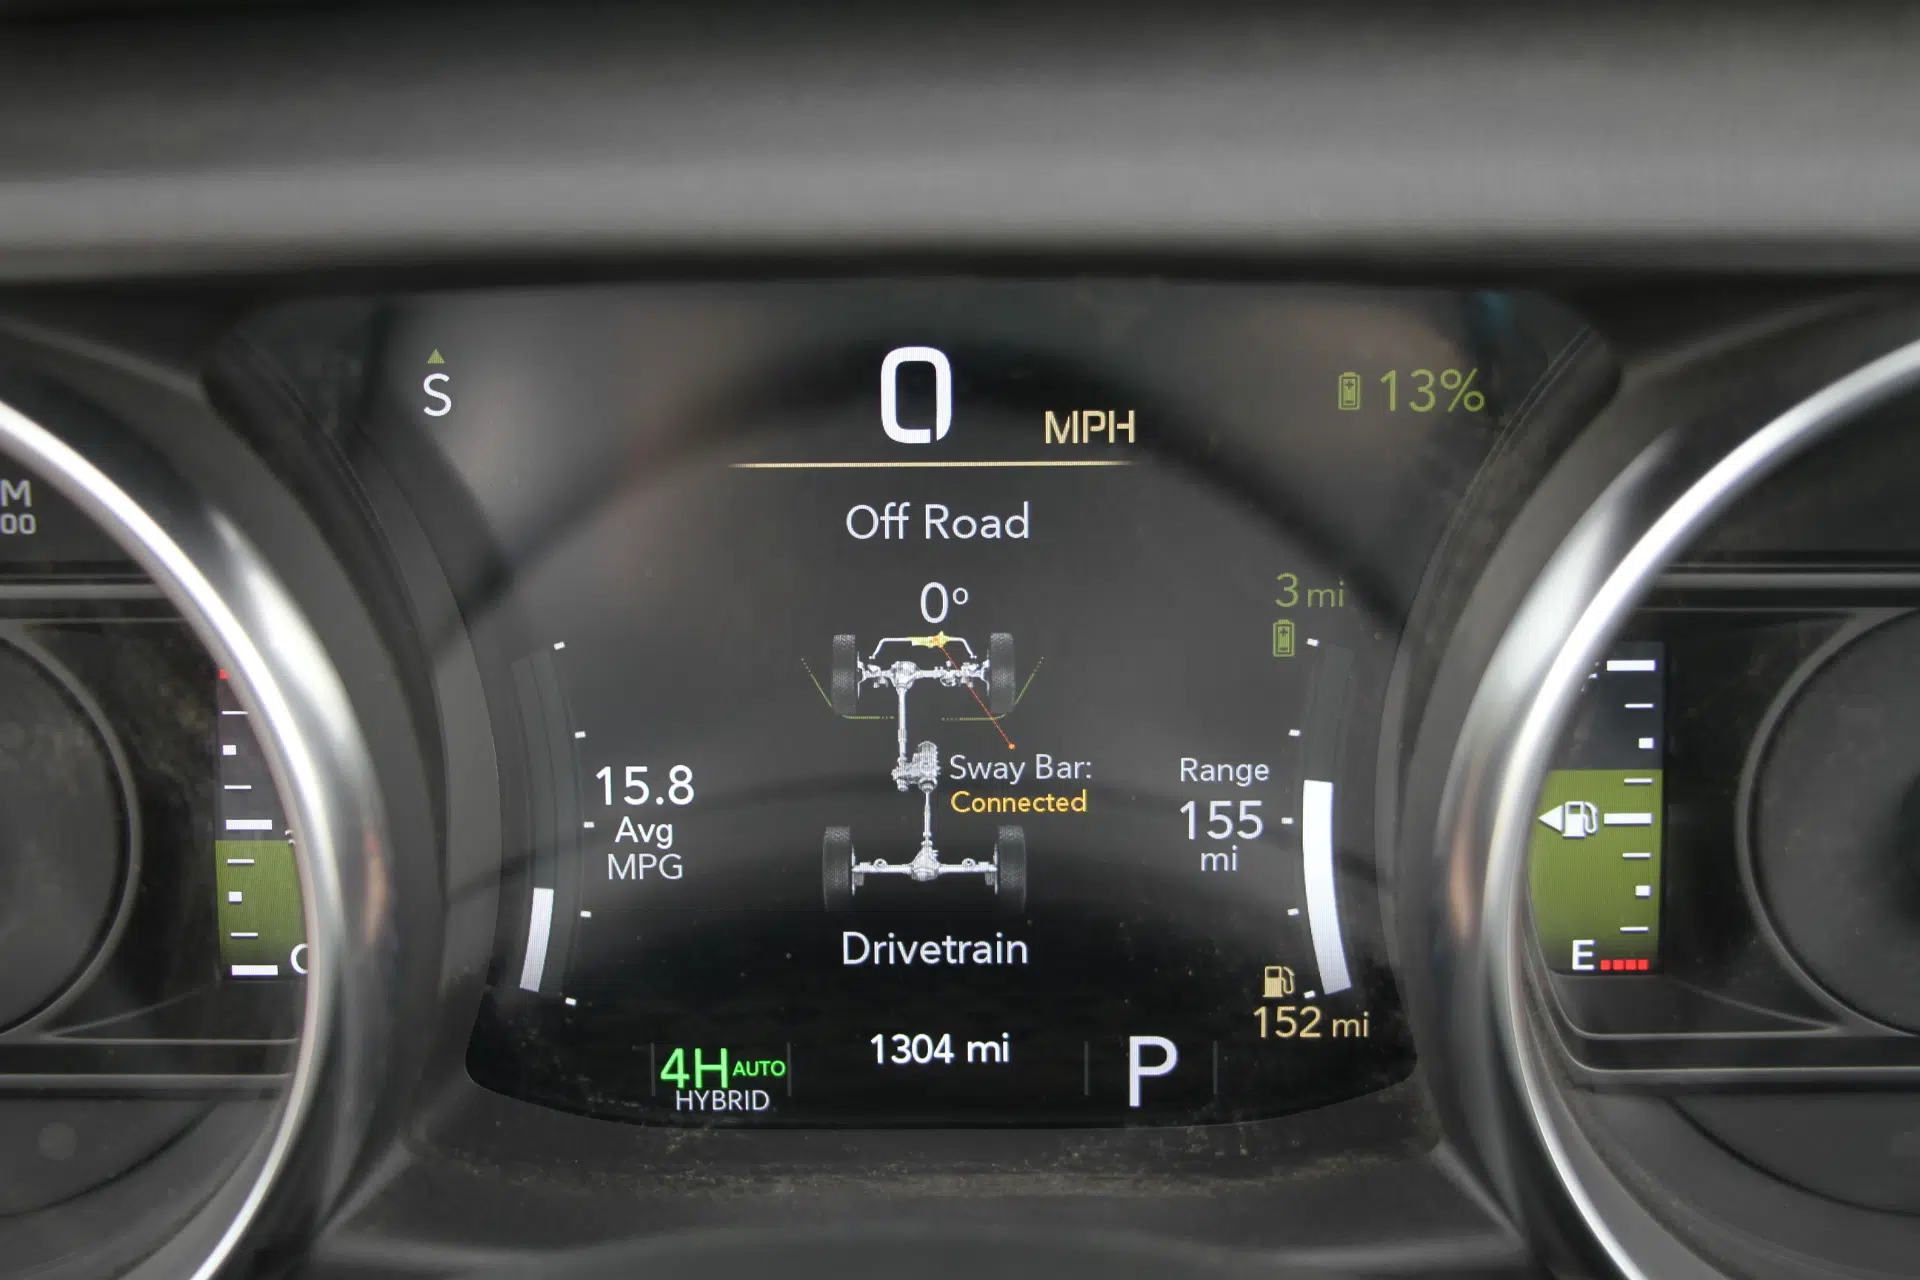 S
0 MPH
13%
M
00
Off Road
0°
3 mi
Sway Bar:
Connected
15.8
Avg
MPG
Range
155
mi
C
E
Drivetrain
152 mi
4H AUTO
HYBRID
1304 mi
P